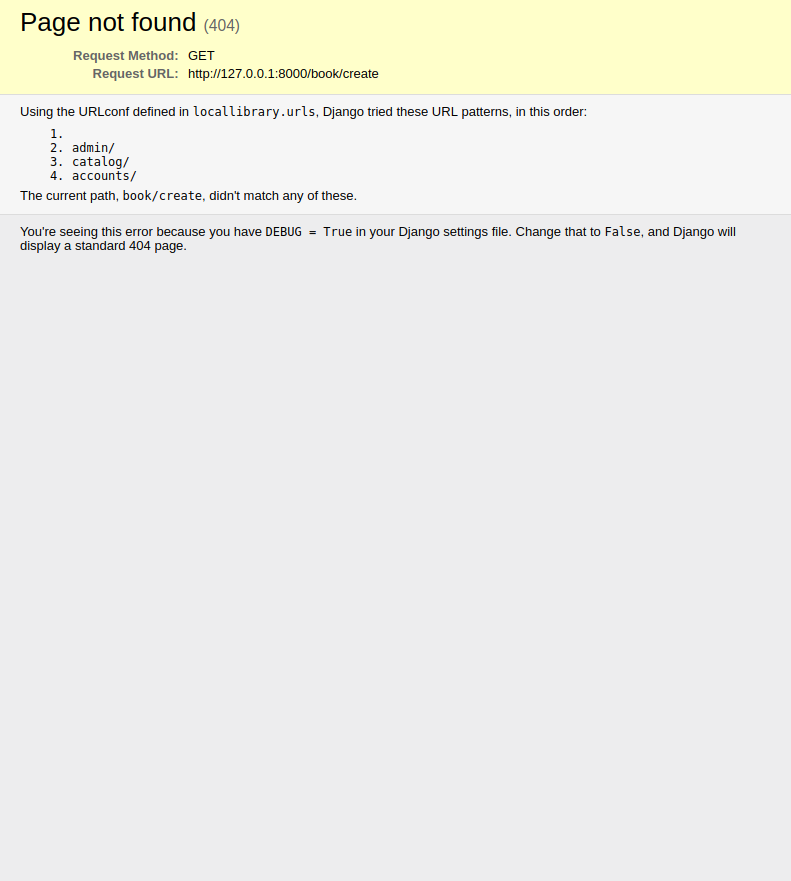 Page not found (404)
Request Method: GET
Request URL: http://127.0.0.1:8000/book/create
Using the URLconf defined in locallibrary.urls, Django tried these URL patterns, in this order:
1.
2. admin/
3. catalog/
4. accounts/
The current path, book/create, didn't match any of these.
You're seeing this error because you have DEBUG = True in your Django settings file. Change that to False, and Django will
display a standard 404 page.